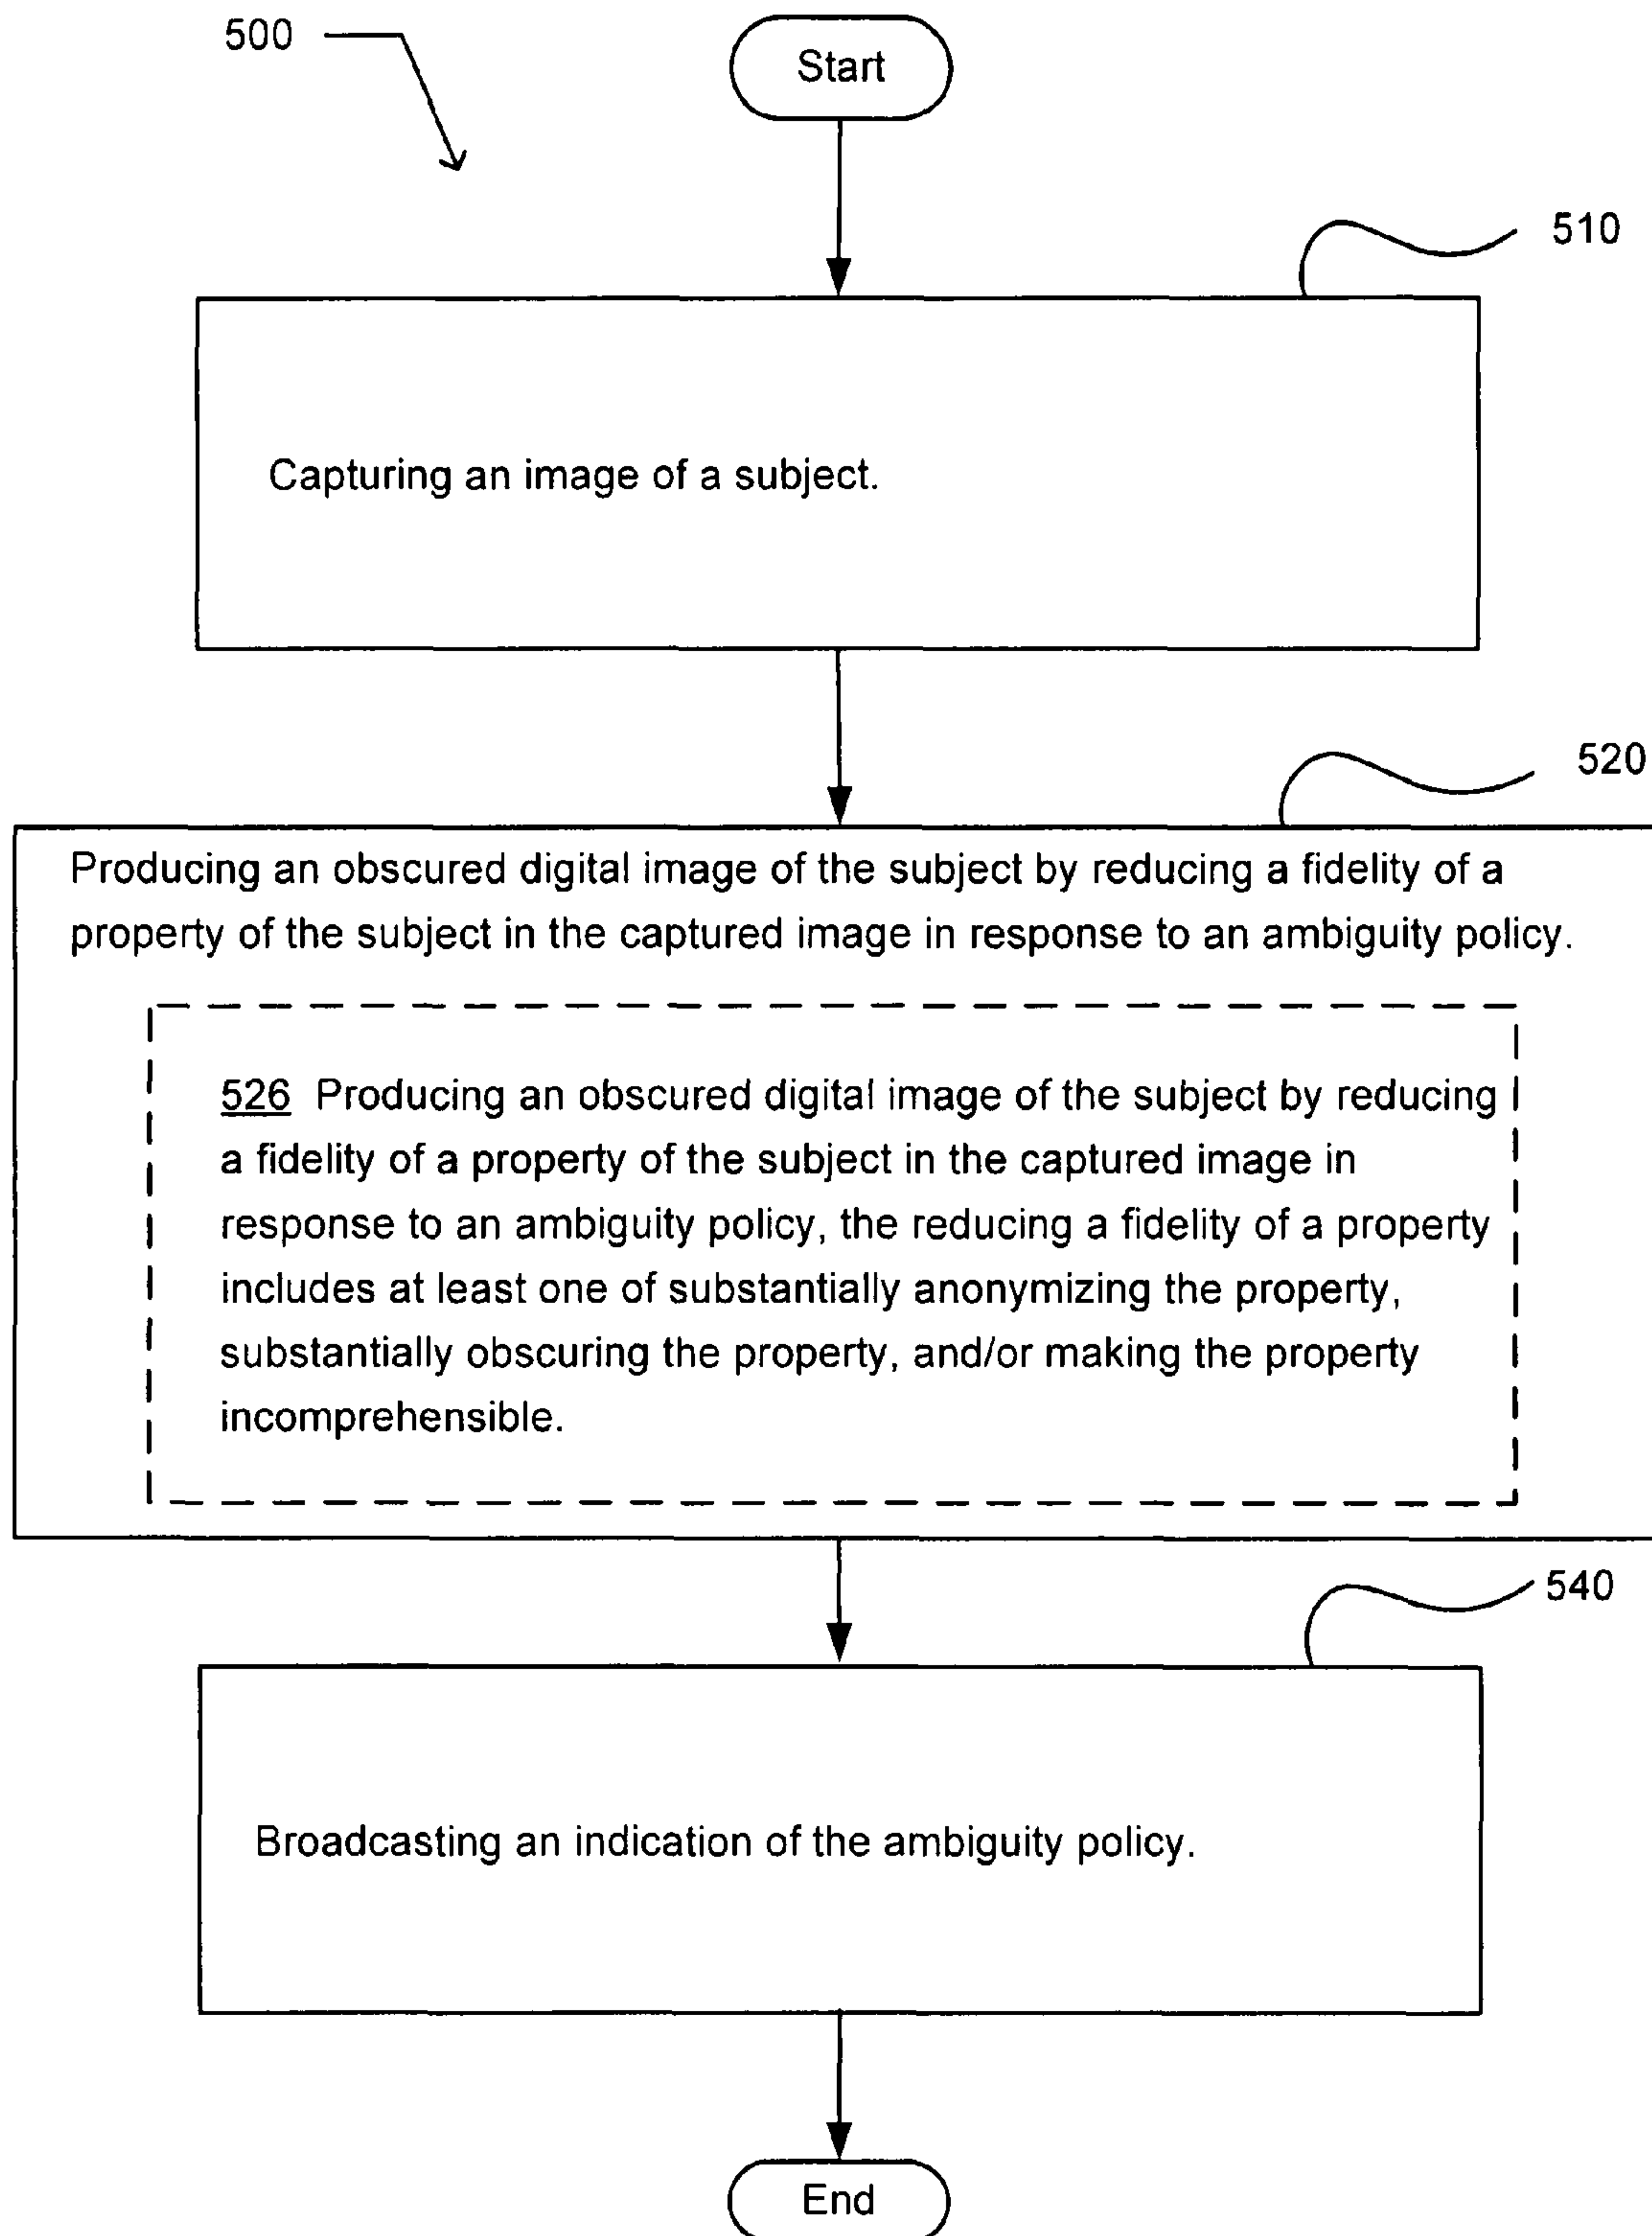 500
Start
510
Capturing an image of a subject.
520
Producing an obscured digital image of the subject by reducing a fidelity of a
property of the subject in the captured image in response to an ambiguity policy.
526 Producing an obscured digital image of the subject by reducing
a fidelity of a property of the subject in the captured image in
response to an ambiguity policy, the reducing a fidelity of a property
includes at least one of substantially anonymizing the property,
substantially obscuring the property, and/or making the property
incomprehensible.
540
Broadcasting an indication of the ambiguity policy.
End